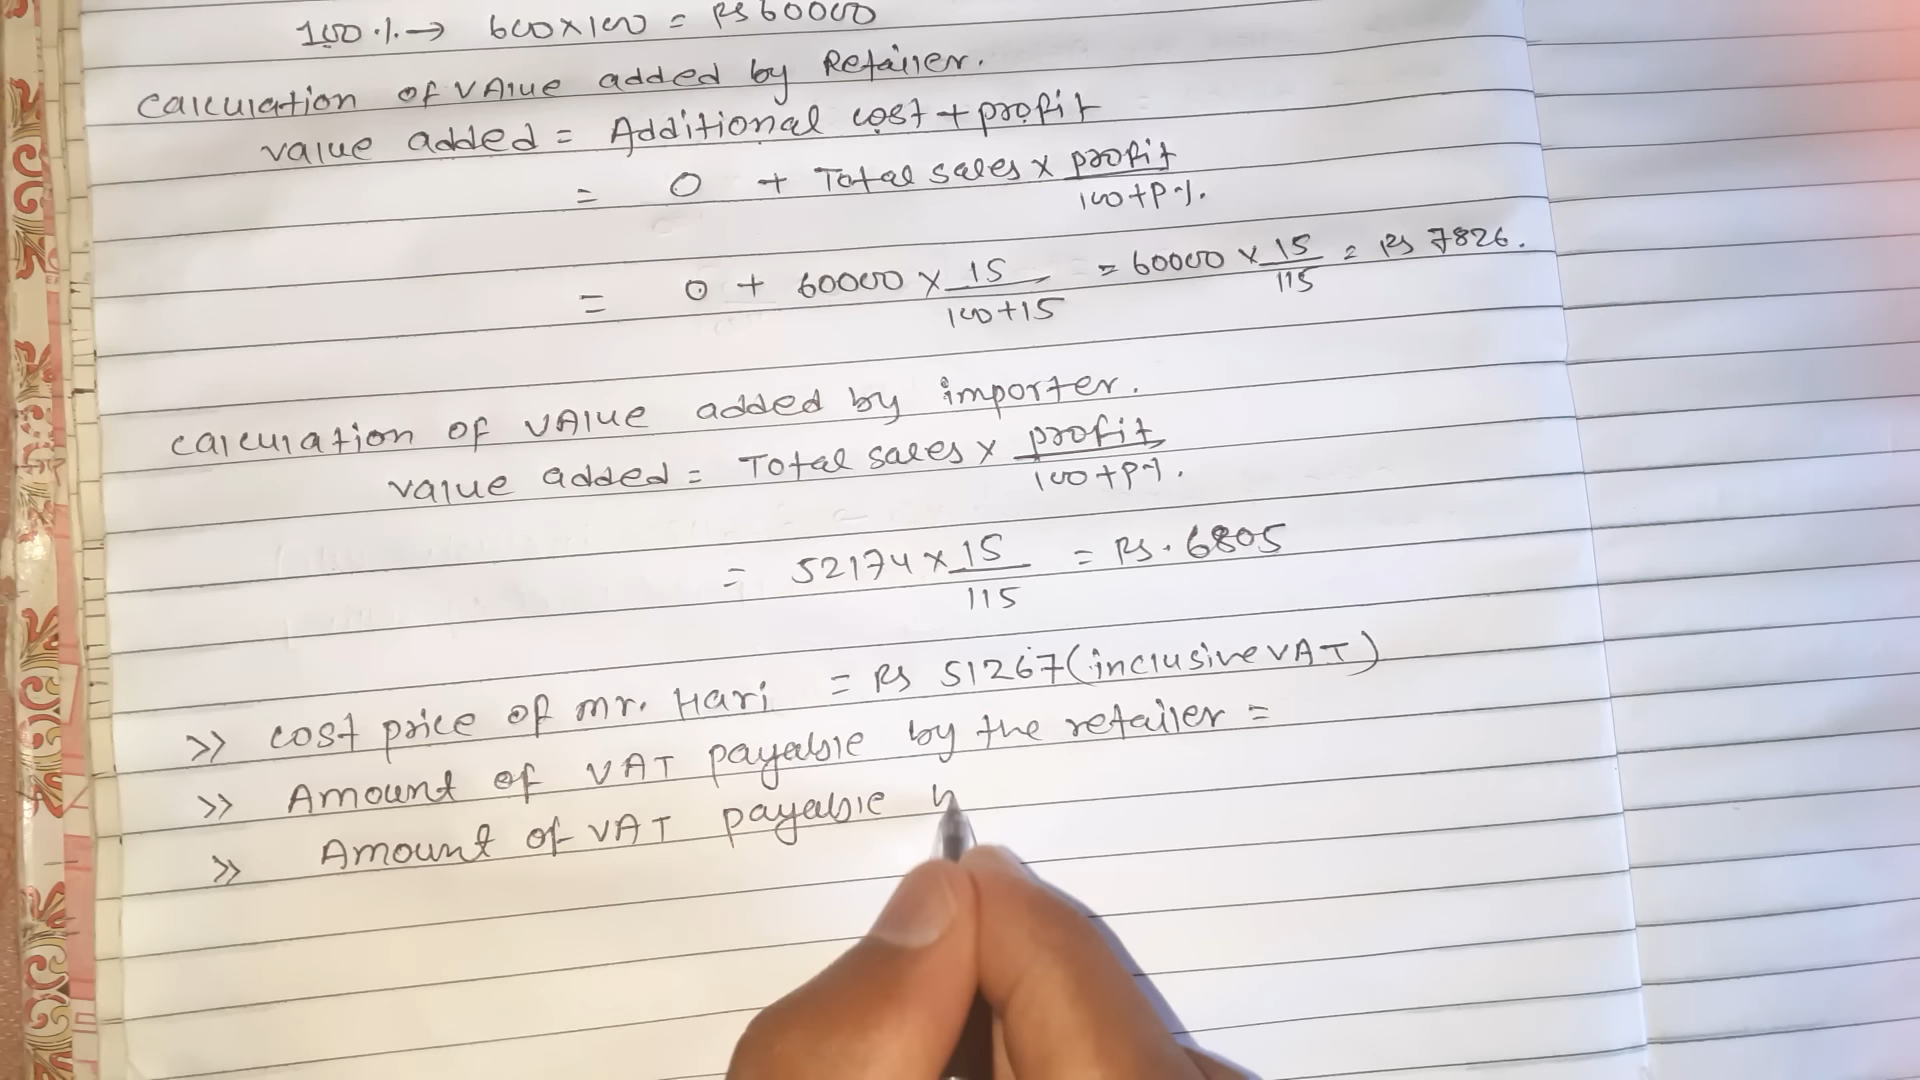 100 % → 600 x 100 = Rs 60000
Calculation of value added by Retailer.
value added = Additional cost + profit
= 0 + Total sales x profit / 100+P%.
= 0 + 60000 x 15 / 100+15 = 60000 x 15 / 115 = Rs 7826.
Calculation of value added by importer.
value added = Total sales x profit / 100+P%.
= 52174 x 15 / 115 = Rs. 6805
>> Cost price of mr. Hari = Rs 51267 (inclusive VAT)
>> Amount of VAT payable by the retailer =
>> Amount of VAT payable